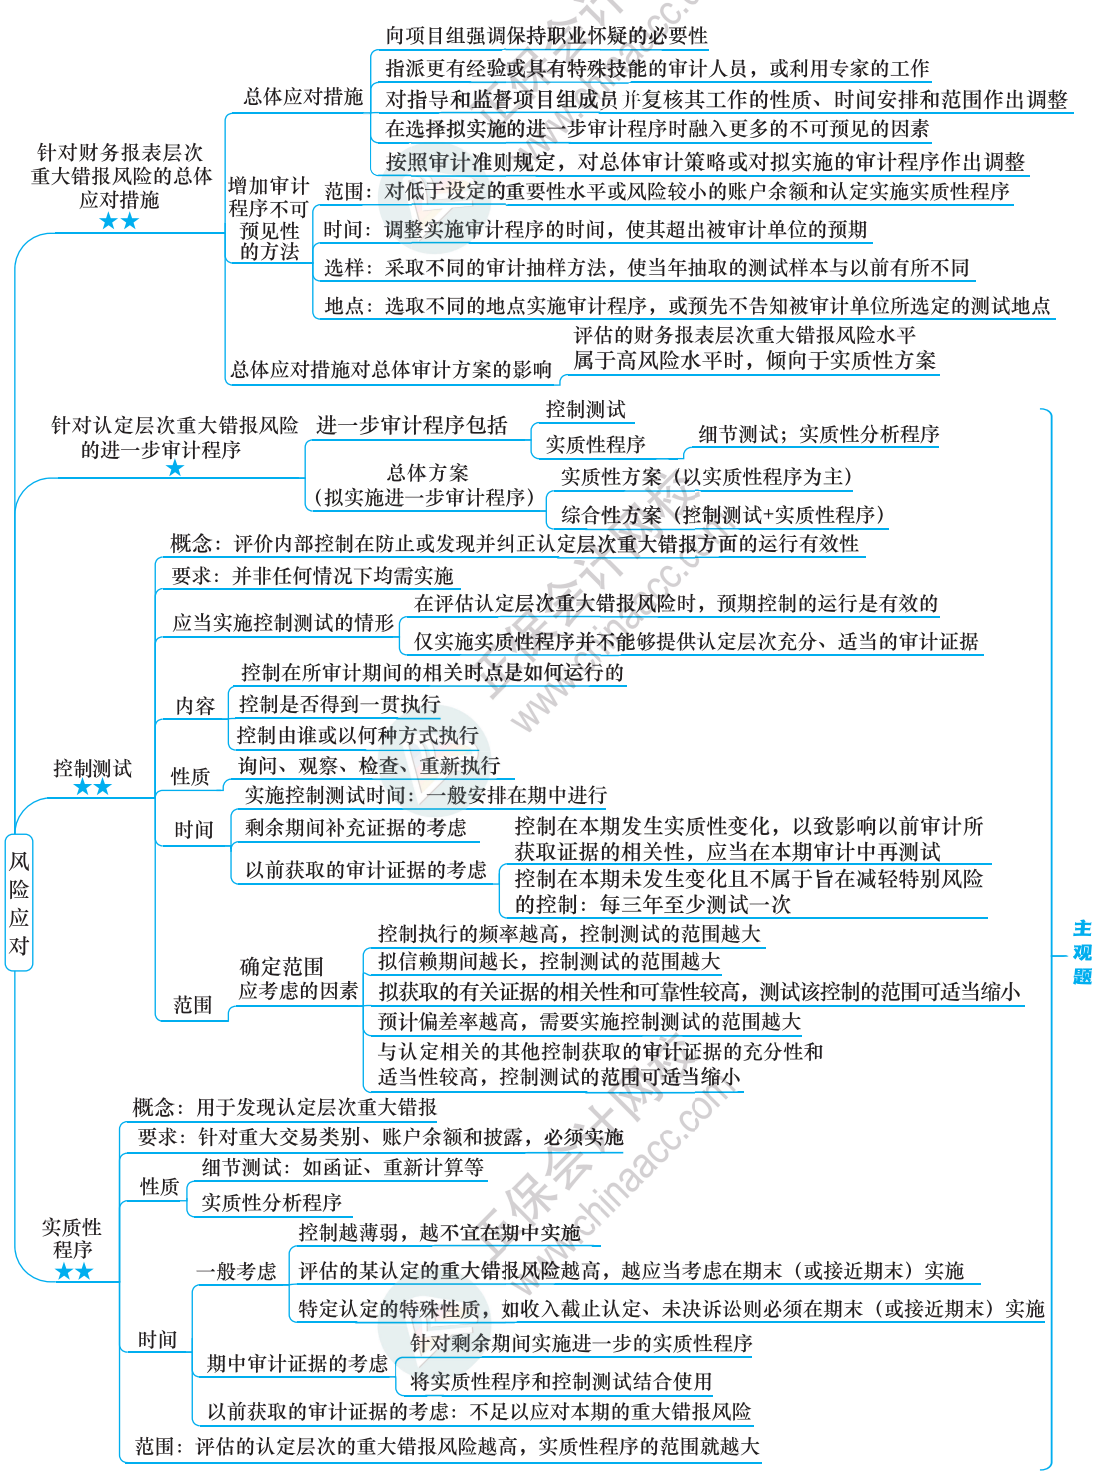 风险应对
针对财务报表层次
重大错报风险的总体
应对措施
★★
总体应对措施
向项目组强调保持职业怀疑的必要性
指派更有经验或具有特殊技能的审计人员，或利用专家的工作
对指导和监督项目组成员并复核其工作的性质、时间安排和范围作出调整
在选择拟实施的进一步审计程序时融入更多的不可预见的因素
按照审计准则规定，对总体审计策略或对拟实施的审计程序作出调整
增加审计
程序不可
预见性
的方法
范围：对低于设定的重要性水平或风险较小的账户余额和认定实施实质性程序
时间：调整实施审计程序的时间，使其超出被审计单位的预期
选样：采取不同的审计抽样方法，使当年抽取的测试样本与以前有所不同
地点：选取不同的地点实施审计程序，或预先不告知被审计单位所选定的测试地点
总体应对措施对总体审计方案的影响
评估的财务报表层次重大错报风险水平
属于高风险水平时，倾向于实质性方案
针对认定层次重大错报风险
的进一步审计程序
★
进一步审计程序包括
控制测试
实质性程序
细节测试；实质性分析程序
总体方案
（拟实施进一步审计程序）
实质性方案（以实质性程序为主）
综合性方案（控制测试+实质性程序）
控制测试
★★
概念：评价内部控制在防止或发现并纠正认定层次重大错报方面的运行有效性
要求：并非任何情况下均需实施
应当实施控制测试的情形
在评估认定层次重大错报风险时，预期控制的运行是有效的
仅实施实质性程序并不能够提供认定层次充分、适当的审计证据
内容
控制在所审计期间的相关时点是如何运行的
控制是否得到一贯执行
控制由谁或以何种方式执行
性质
询问、观察、检查、重新执行
时间
实施控制测试时间：一般安排在期中进行
剩余期间补充证据的考虑
以前获取的审计证据的考虑
控制在本期发生实质性变化，以致影响以前审计所
获取证据的相关性，应当在本期审计中再测试
控制在本期未发生变化且不属于旨在减轻特别风险
的控制：每三年至少测试一次
范围
确定范围
应考虑的因素
控制执行的频率越高，控制测试的范围越大
拟信赖期间越长，控制测试的范围越大
拟获取的有关证据的相关性和可靠性较高，测试该控制的范围可适当缩小
预计偏差率越高，需要实施控制测试的范围越大
与认定相关的其他控制获取的审计证据的充分性和
适当性较高，控制测试的范围可适当缩小
实质性
程序
★★
概念：用于发现认定层次重大错报
要求：针对重大交易类别、账户余额和披露，必须实施
性质
细节测试：如函证、重新计算等
实质性分析程序
时间
一般考虑
控制越薄弱，越不宜在期中实施
评估的某认定的重大错报风险越高，越应当考虑在期末（或接近期末）实施
特定认定的特殊性质，如收入截止认定、未决诉讼则必须在期末（或接近期末）实施
期中审计证据的考虑
针对剩余期间实施进一步的实质性程序
将实质性程序和控制测试结合使用
以前获取的审计证据的考虑：不足以应对本期的重大错报风险
范围：评估的认定层次的重大错报风险越高，实质性程序的范围就越大
主观题
正保会计网校
www.chinaacc.com
正保会计网校
www.chinaacc.com
正保会计网校
www.chinaacc.com